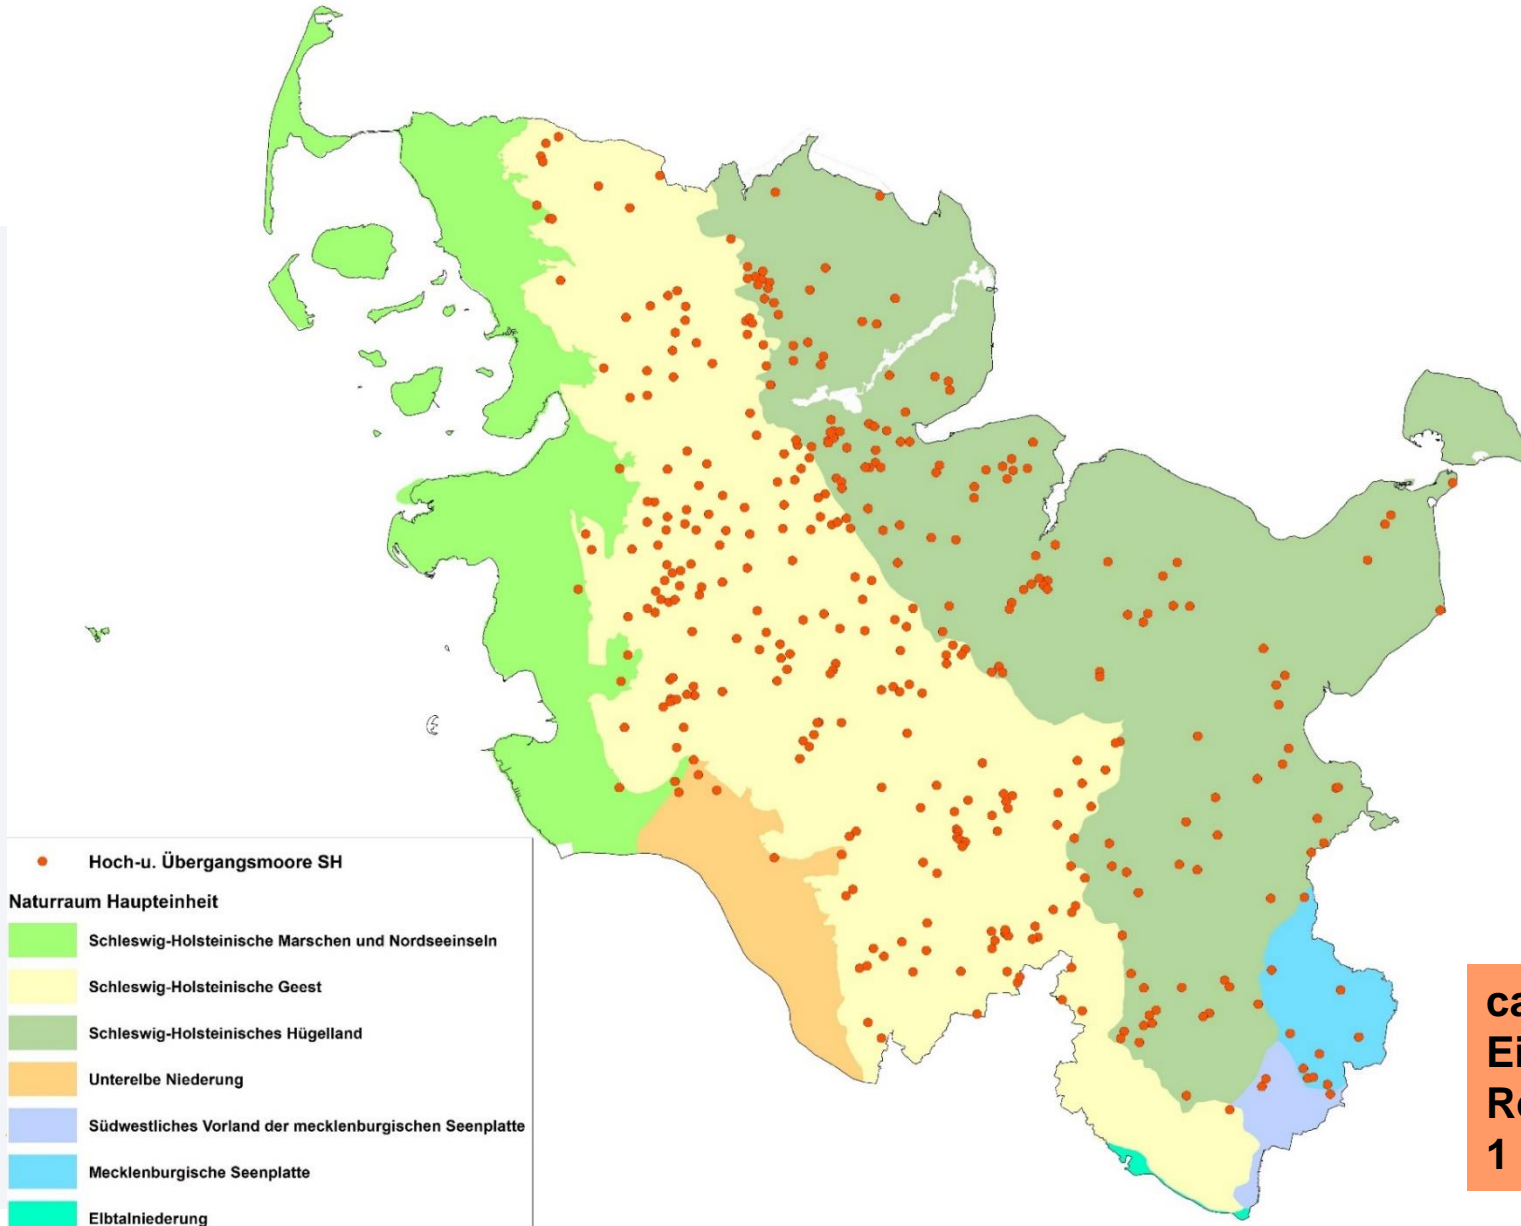 Hoch-u. Übergangsmoore SH
Naturraum Haupteinheit
Schleswig-Holsteinische Marschen und Nordseeinseln
Schleswig-Holsteinische Geest
Schleswig-Holsteinisches Hügelland
Unterelbe Niederung
Südwestliches Vorland der mecklenburgischen Seenplatte
Mecklenburgische Seenplatte
Elbtalniederung
1